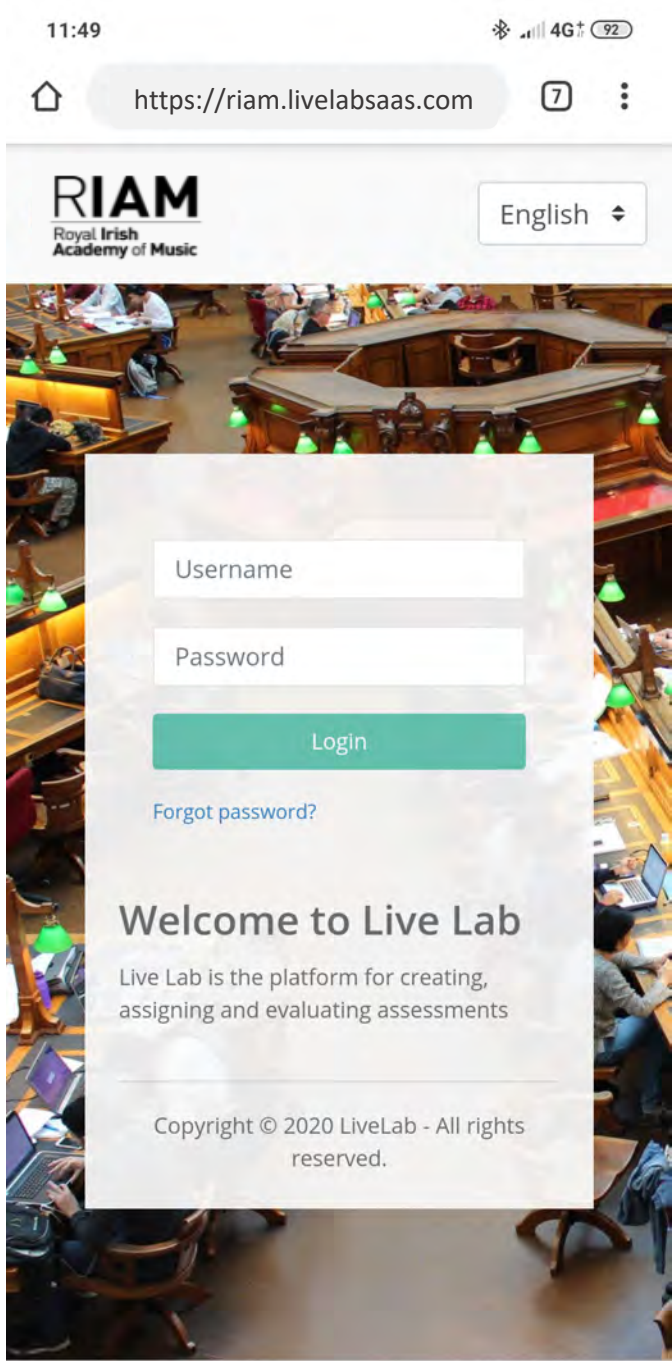 11:49
4G+ 92
https://riam.livelabsaas.com
7
RIAM
Royal Irish
Academy of Music
English
Username
Password
Login
Forgot password?
Welcome to Live Lab
Live Lab is the platform for creating,
assigning and evaluating assessments
Copyright © 2020 LiveLab - All rights
reserved.